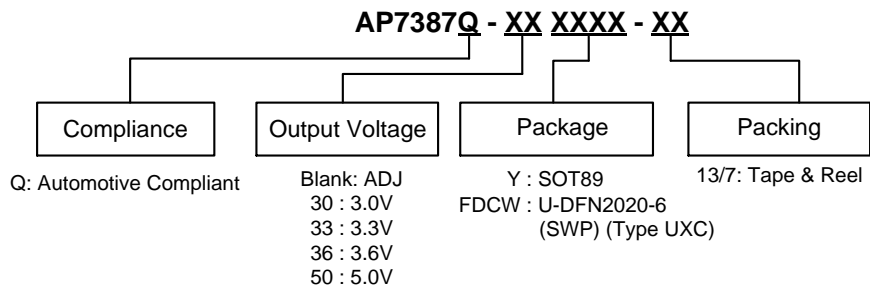 AP7387Q - XX XXXX - XX
Compliance
Output Voltage
Package
Packing
Q: Automotive Compliant
Blank: ADJ
30 : 3.0V
33 : 3.3V
36 : 3.6V
50 : 5.0V
Y : SOT89
FDCW : U-DFN2020-6
(SWP) (Type UXC)
13/7: Tape & Reel